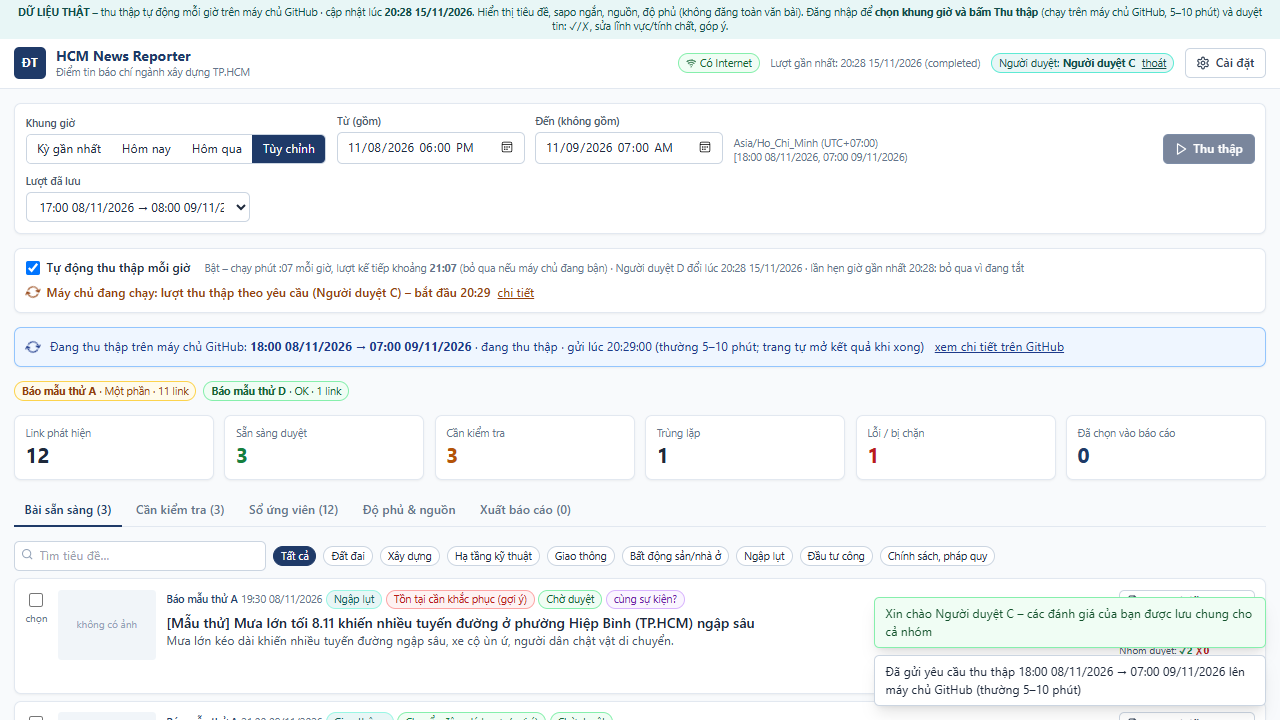 DỮ LIỆU THẬT – thu thập tự động mỗi giờ trên máy chủ GitHub · cập nhật lúc 20:28 15/11/2026. Hiển thị tiêu đề, sapo ngắn, nguồn, độ phủ (không đăng toàn văn bài). Đăng nhập để chọn khung giờ và bấm Thu thập (chạy trên máy chủ GitHub, 5–10 phút) và duyệt
tin: ✓/X, sửa lĩnh vực/tính chất, góp ý.
ĐT
HCM News Reporter
Điểm tin báo chí ngành xây dựng TP.HCM
Có Internet
Lượt gần nhất: 20:28 15/11/2026 (completed)
Người duyệt: Người duyệt C thoát
Cài đặt
Khung giờ
Kỳ gần nhất Hôm nay Hôm qua Tùy chỉnh
Từ (gồm)
11/08/2026 06:00 PM
Đến (không gồm)
11/09/2026 07:00 AM
Asia/Ho_Chi_Minh (UTC+07:00)
[18:00 08/11/2026, 07:00 09/11/2026)
Thu thập
Lượt đã lưu
17:00 08/11/2026 → 08:00 09/11/2
Tự động thu thập mỗi giờ Bật – chạy phút :07 mỗi giờ, lượt kế tiếp khoảng 21:07 (bỏ qua nếu máy chủ đang bận) · Người duyệt D đổi lúc 20:28 15/11/2026 · lần hẹn giờ gần nhất 20:28: bỏ qua vì đang tắt
Máy chủ đang chạy: lượt thu thập theo yêu cầu (Người duyệt C) – bắt đầu 20:29 chi tiết
Đang thu thập trên máy chủ GitHub: 18:00 08/11/2026 → 07:00 09/11/2026 · đang thu thập · gửi lúc 20:29:00 (thường 5–10 phút; trang tự mở kết quả khi xong) xem chi tiết trên GitHub
Báo mẫu thử A · Một phần · 11 link
Báo mẫu thử D · OK · 1 link
Link phát hiện
12
Sẵn sàng duyệt
3
Cần kiểm tra
3
Trùng lặp
1
Lỗi / bị chặn
1
Đã chọn vào báo cáo
0
Bài sẵn sàng (3) Cần kiểm tra (3) Sổ ứng viên (12) Độ phủ & nguồn Xuất báo cáo (0)
Tìm tiêu đề...
Tất cả Đất đai Xây dựng Hạ tầng kỹ thuật Giao thông Bất động sản/nhà ở Ngập lụt Đầu tư công Chính sách, pháp quy
chọn
không có ảnh
Báo mẫu thử A 19:30 08/11/2026 Ngập lụt Tồn tại cần khắc phục (gợi ý) Chờ duyệt cùng sự kiện?
[Mẫu thử] Mưa lớn tối 8.11 khiến nhiều tuyến đường ở phường Hiệp Bình (TP.HCM) ngập sâu
Mưa lớn kéo dài khiến nhiều tuyến đường ngập sâu, xe cộ ùn ứ, người dân chật vật di chuyển.
Xin chào Người duyệt C – các đánh giá của bạn được lưu chung cho
cả nhóm
Nhóm duyệt: ✓2 X0
Đã gửi yêu cầu thu thập 18:00 08/11/2026 → 07:00 09/11/2026 lên
máy chủ GitHub (thường 5–10 phút)